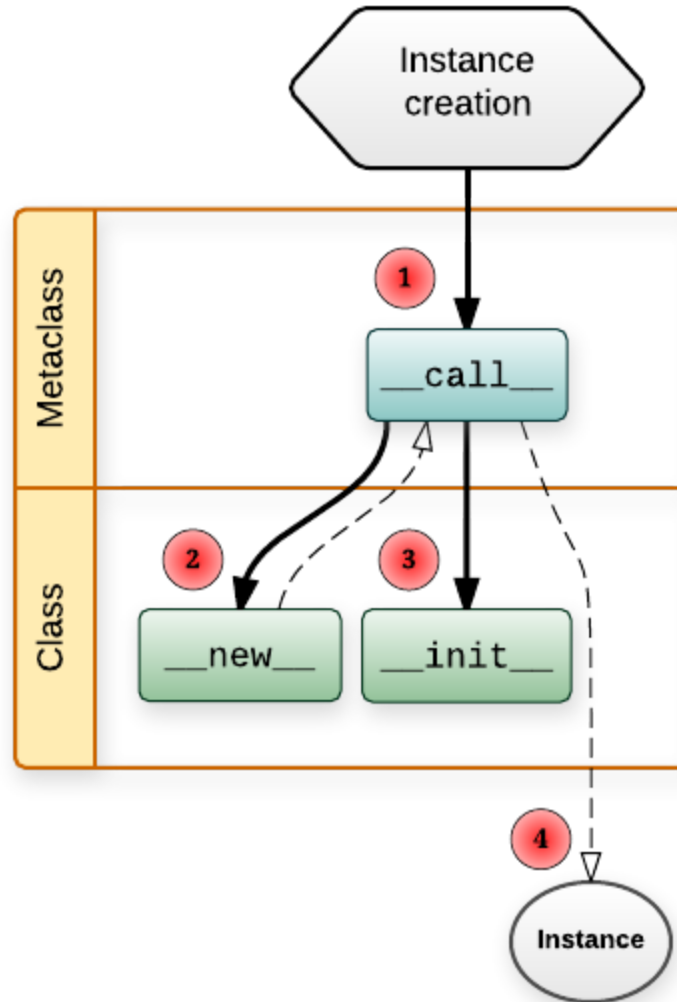 Instance
creation
Metaclass
1
__call__
Class
2
3
__new__
__init__
4
Instance